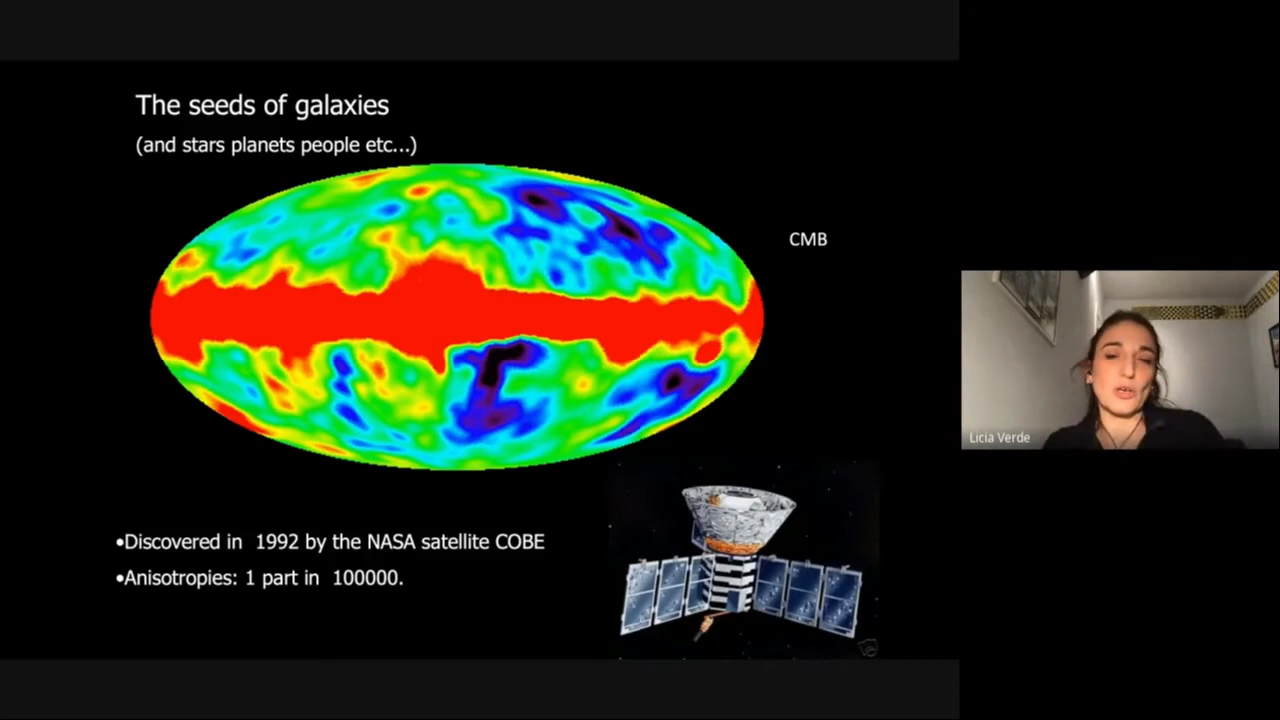 The seeds of galaxies
(and stars planets people etc...)
CMB
Licia Verde
•Discovered in  1992 by the NASA satellite COBE
•Anisotropies: 1 part in  100000.